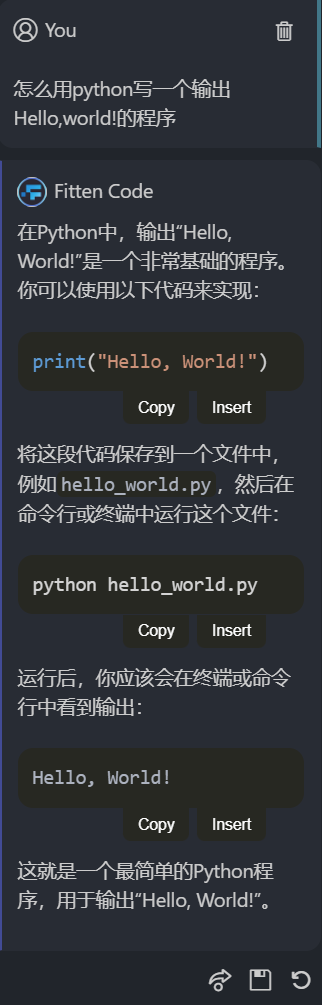 You
怎么用python写一个输出
Hello,world!的程序
Fitten Code
在Python中，输出“Hello,
World!”是一个非常基础的程序。
你可以使用以下代码来实现：
print("Hello, World!")
Copy Insert
将这段代码保存到一个文件中，
例如hello_world.py，然后在
命令行或终端中运行这个文件：
python hello_world.py
Copy Insert
运行后，你应该会在终端或命令
行中看到输出：
Hello, World!
Copy Insert
这就是一个最简单的Python程
序，用于输出“Hello, World!”。